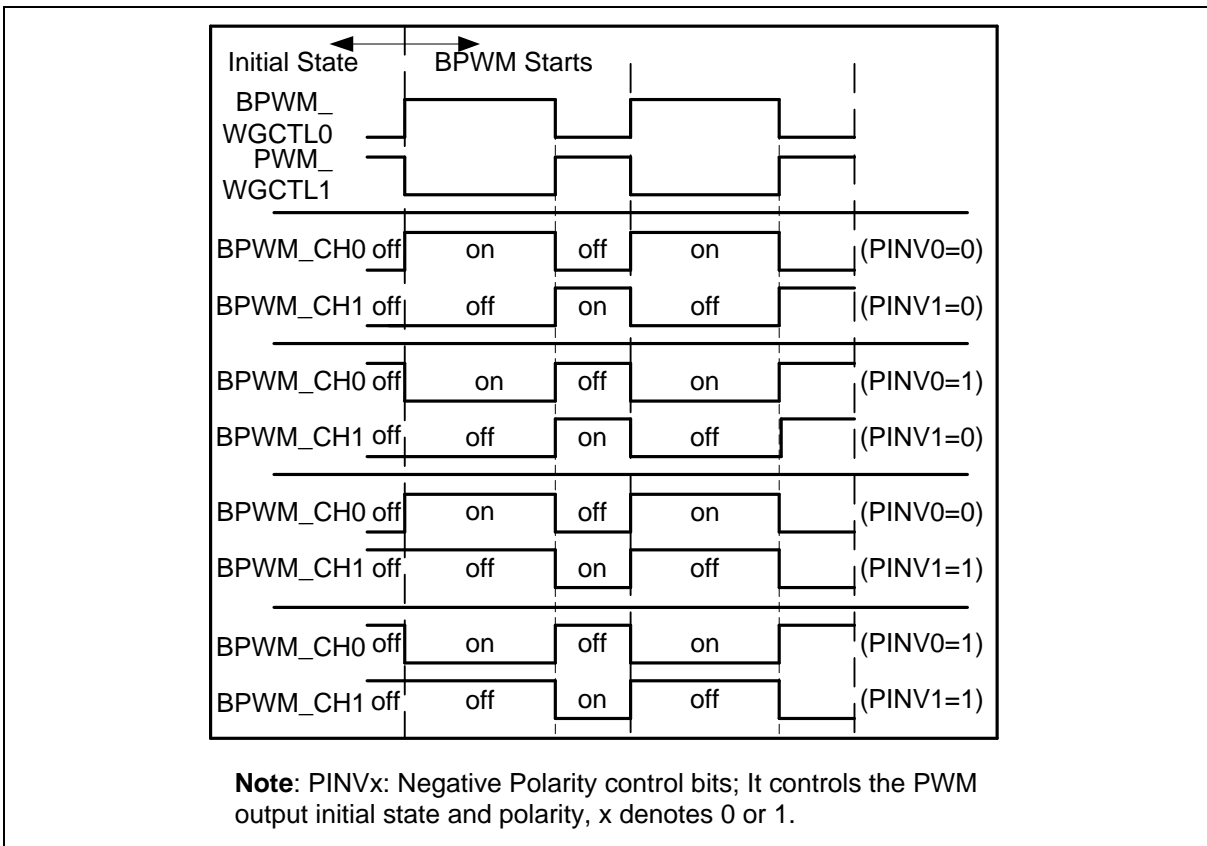 Initial State BPWM Starts
BPWM_
WGCTL0
PWM_
WGCTL1
BPWM_CH0 off on off on (PINV0=0)
BPWM_CH1 off off on off (PINV1=0)
BPWM_CH0 off on off on (PINV0=1)
BPWM_CH1 off off on off (PINV1=0)
BPWM_CH0 off on off on (PINV0=0)
BPWM_CH1 off off on off (PINV1=1)
BPWM_CH0 off on off on (PINV0=1)
BPWM_CH1 off off on off (PINV1=1)
Note: PINVx: Negative Polarity control bits; It controls the PWM
output initial state and polarity, x denotes 0 or 1.